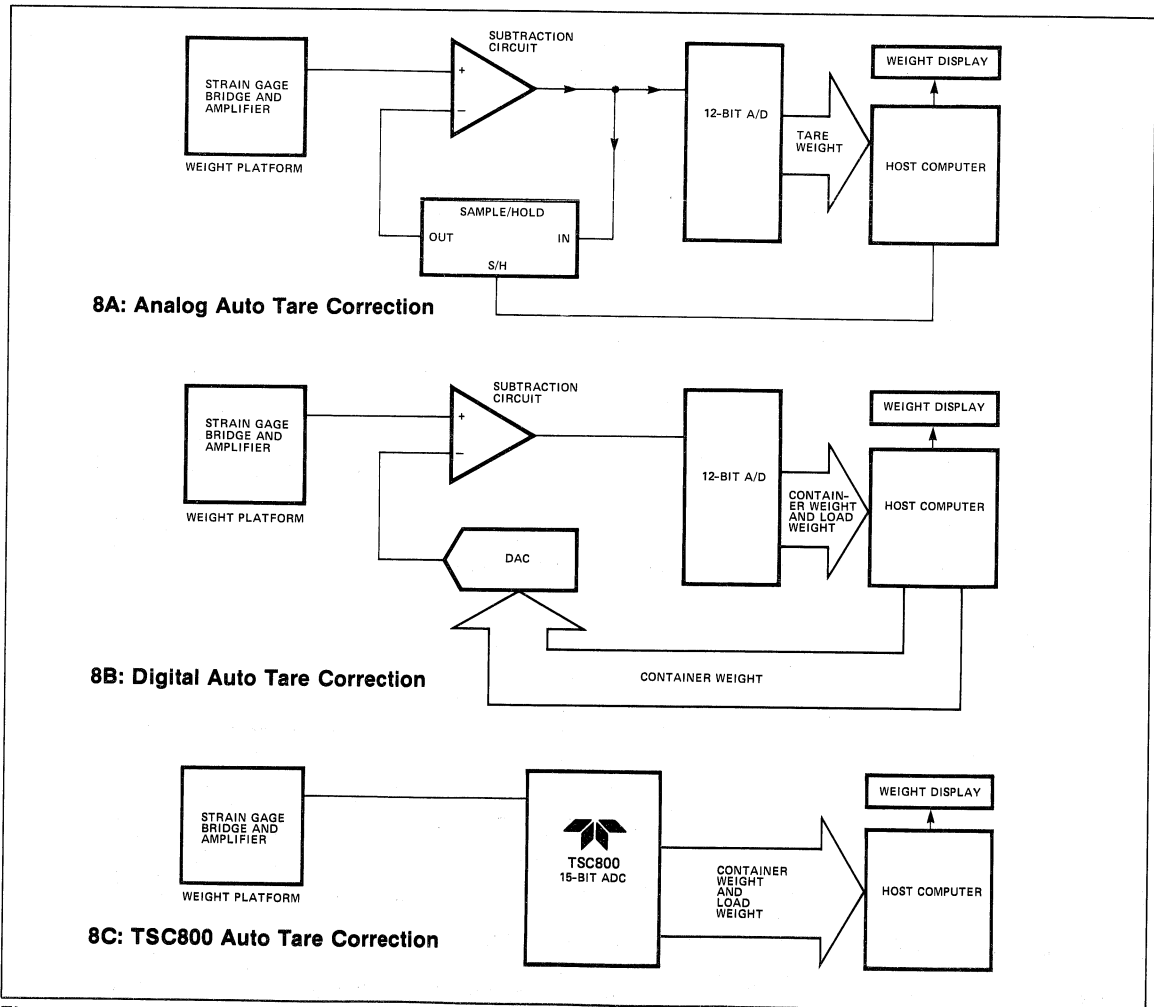 SUBTRACTION
CIRCUIT
STRAIN GAGE
BRIDGE AND
AMPLIFIER
WEIGHT PLATFORM
+
−
SAMPLE/HOLD
OUT
IN
S/H
12-BIT A/D
TARE
WEIGHT
WEIGHT DISPLAY
HOST COMPUTER
8A: Analog Auto Tare Correction
SUBTRACTION
CIRCUIT
STRAIN GAGE
BRIDGE AND
AMPLIFIER
WEIGHT PLATFORM
+
−
DAC
12-BIT A/D
CONTAIN-
ER WEIGHT
AND LOAD
WEIGHT
WEIGHT DISPLAY
HOST COMPUTER
CONTAINER WEIGHT
8B: Digital Auto Tare Correction
STRAIN GAGE
BRIDGE AND
AMPLIFIER
WEIGHT PLATFORM
TSC800
15-BIT ADC
CONTAINER
WEIGHT
AND
LOAD
WEIGHT
WEIGHT DISPLAY
HOST COMPUTER
8C: TSC800 Auto Tare Correction